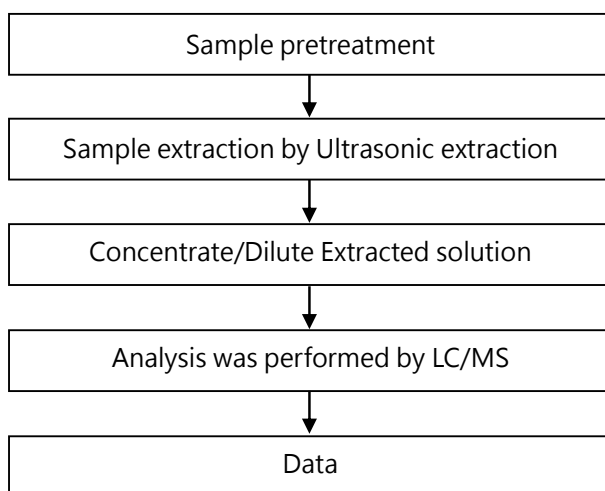 Sample pretreatment
Sample extraction by Ultrasonic extraction
Concentrate/Dilute Extracted solution
Analysis was performed by LC/MS
Data